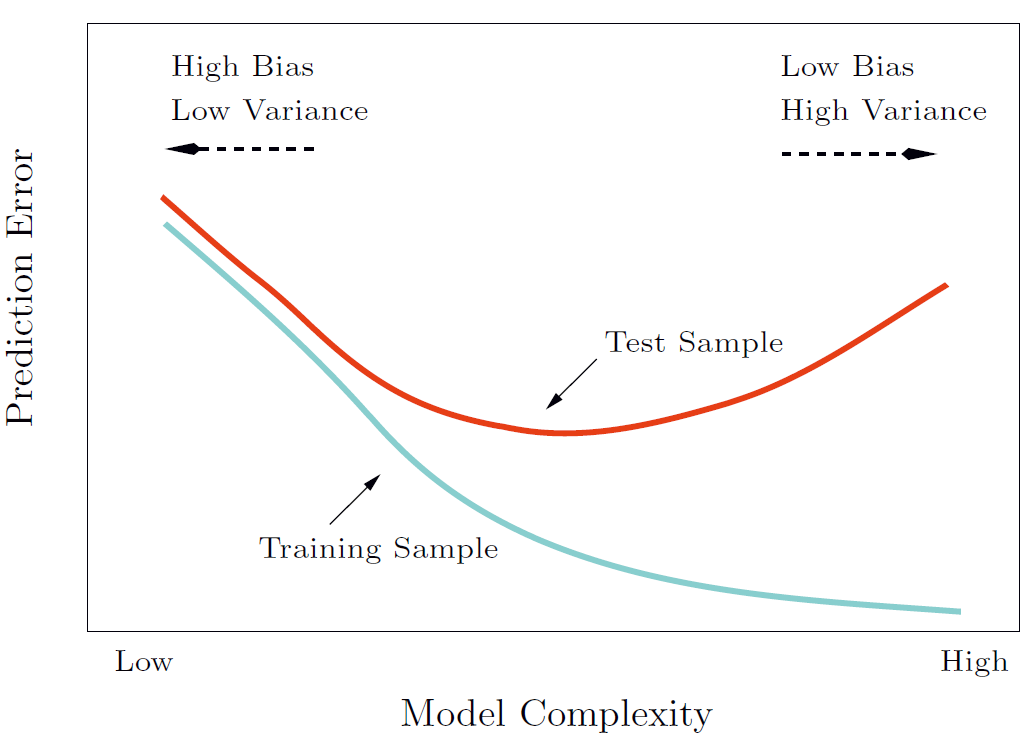 High Bias
Low Variance
Low Bias
High Variance
Prediction Error
Test Sample
Training Sample
Low
High
Model Complexity